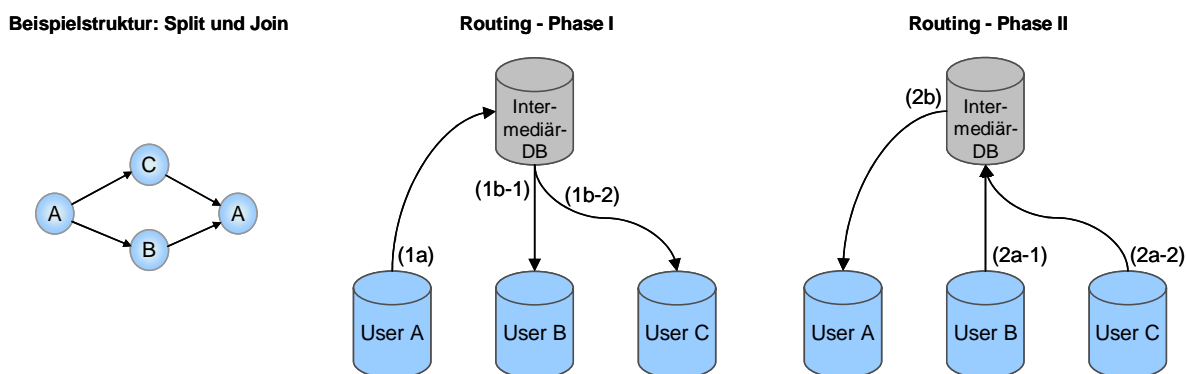 Beispielstruktur: Split und Join
Routing - Phase I
Routing - Phase II
C
A
A
B
Inter-
mediär-
DB
(1b-1)
(1b-2)
(1a)
User A
User B
User C
(2b)
Inter-
mediär-
DB
(2a-1)
(2a-2)
User A
User B
User C